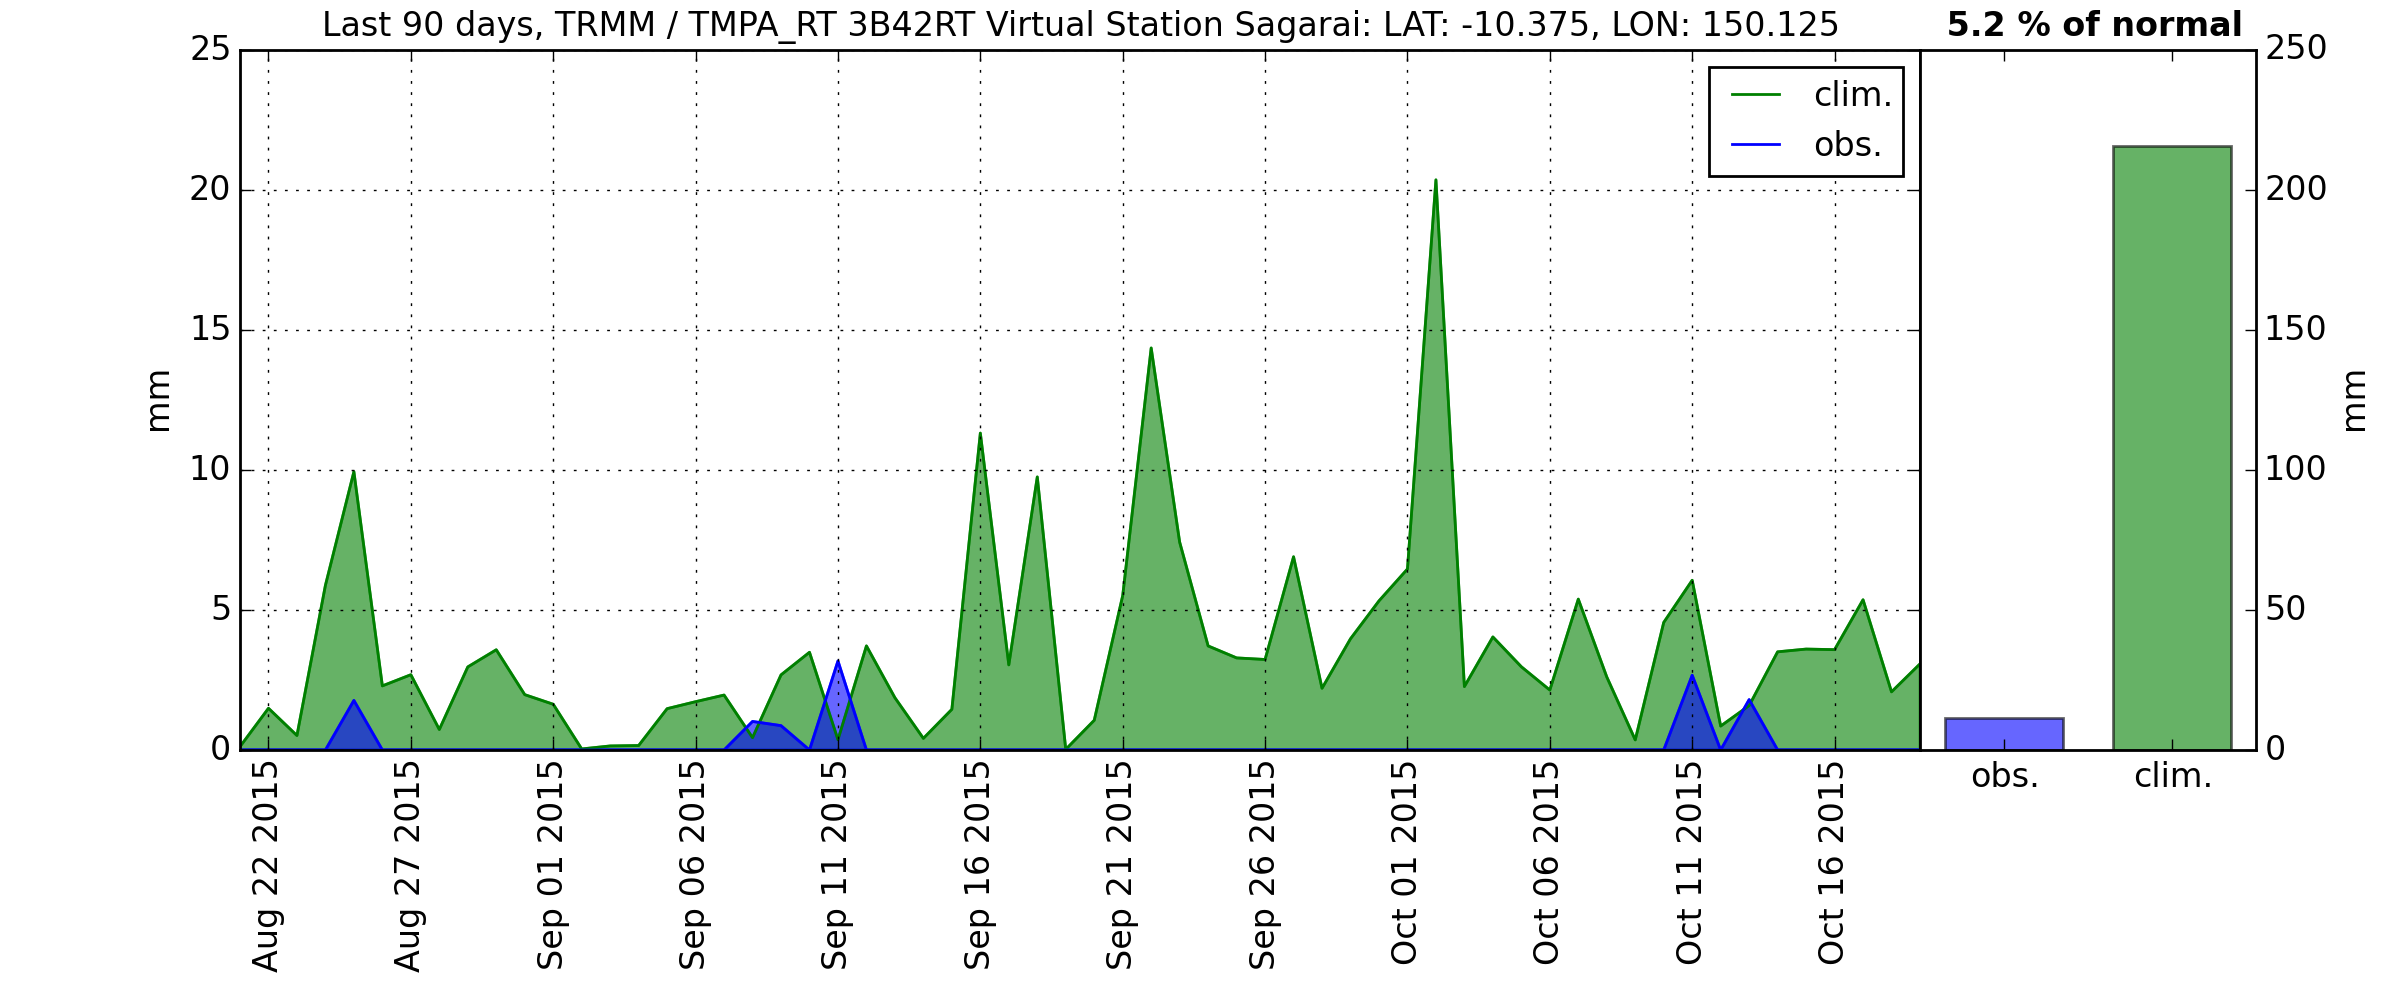 Last 90 days, TRMM / TMPA_RT 3B42RT Virtual Station Sagarai: LAT: -10.375, LON: 150.125
5.2 % of normal
25
20
15
10
5
0
mm
clim.
obs.
250
200
150
100
50
0
mm
Aug 22 2015
Aug 27 2015
Sep 01 2015
Sep 06 2015
Sep 11 2015
Sep 16 2015
Sep 21 2015
Sep 26 2015
Oct 01 2015
Oct 06 2015
Oct 11 2015
Oct 16 2015
obs.
clim.